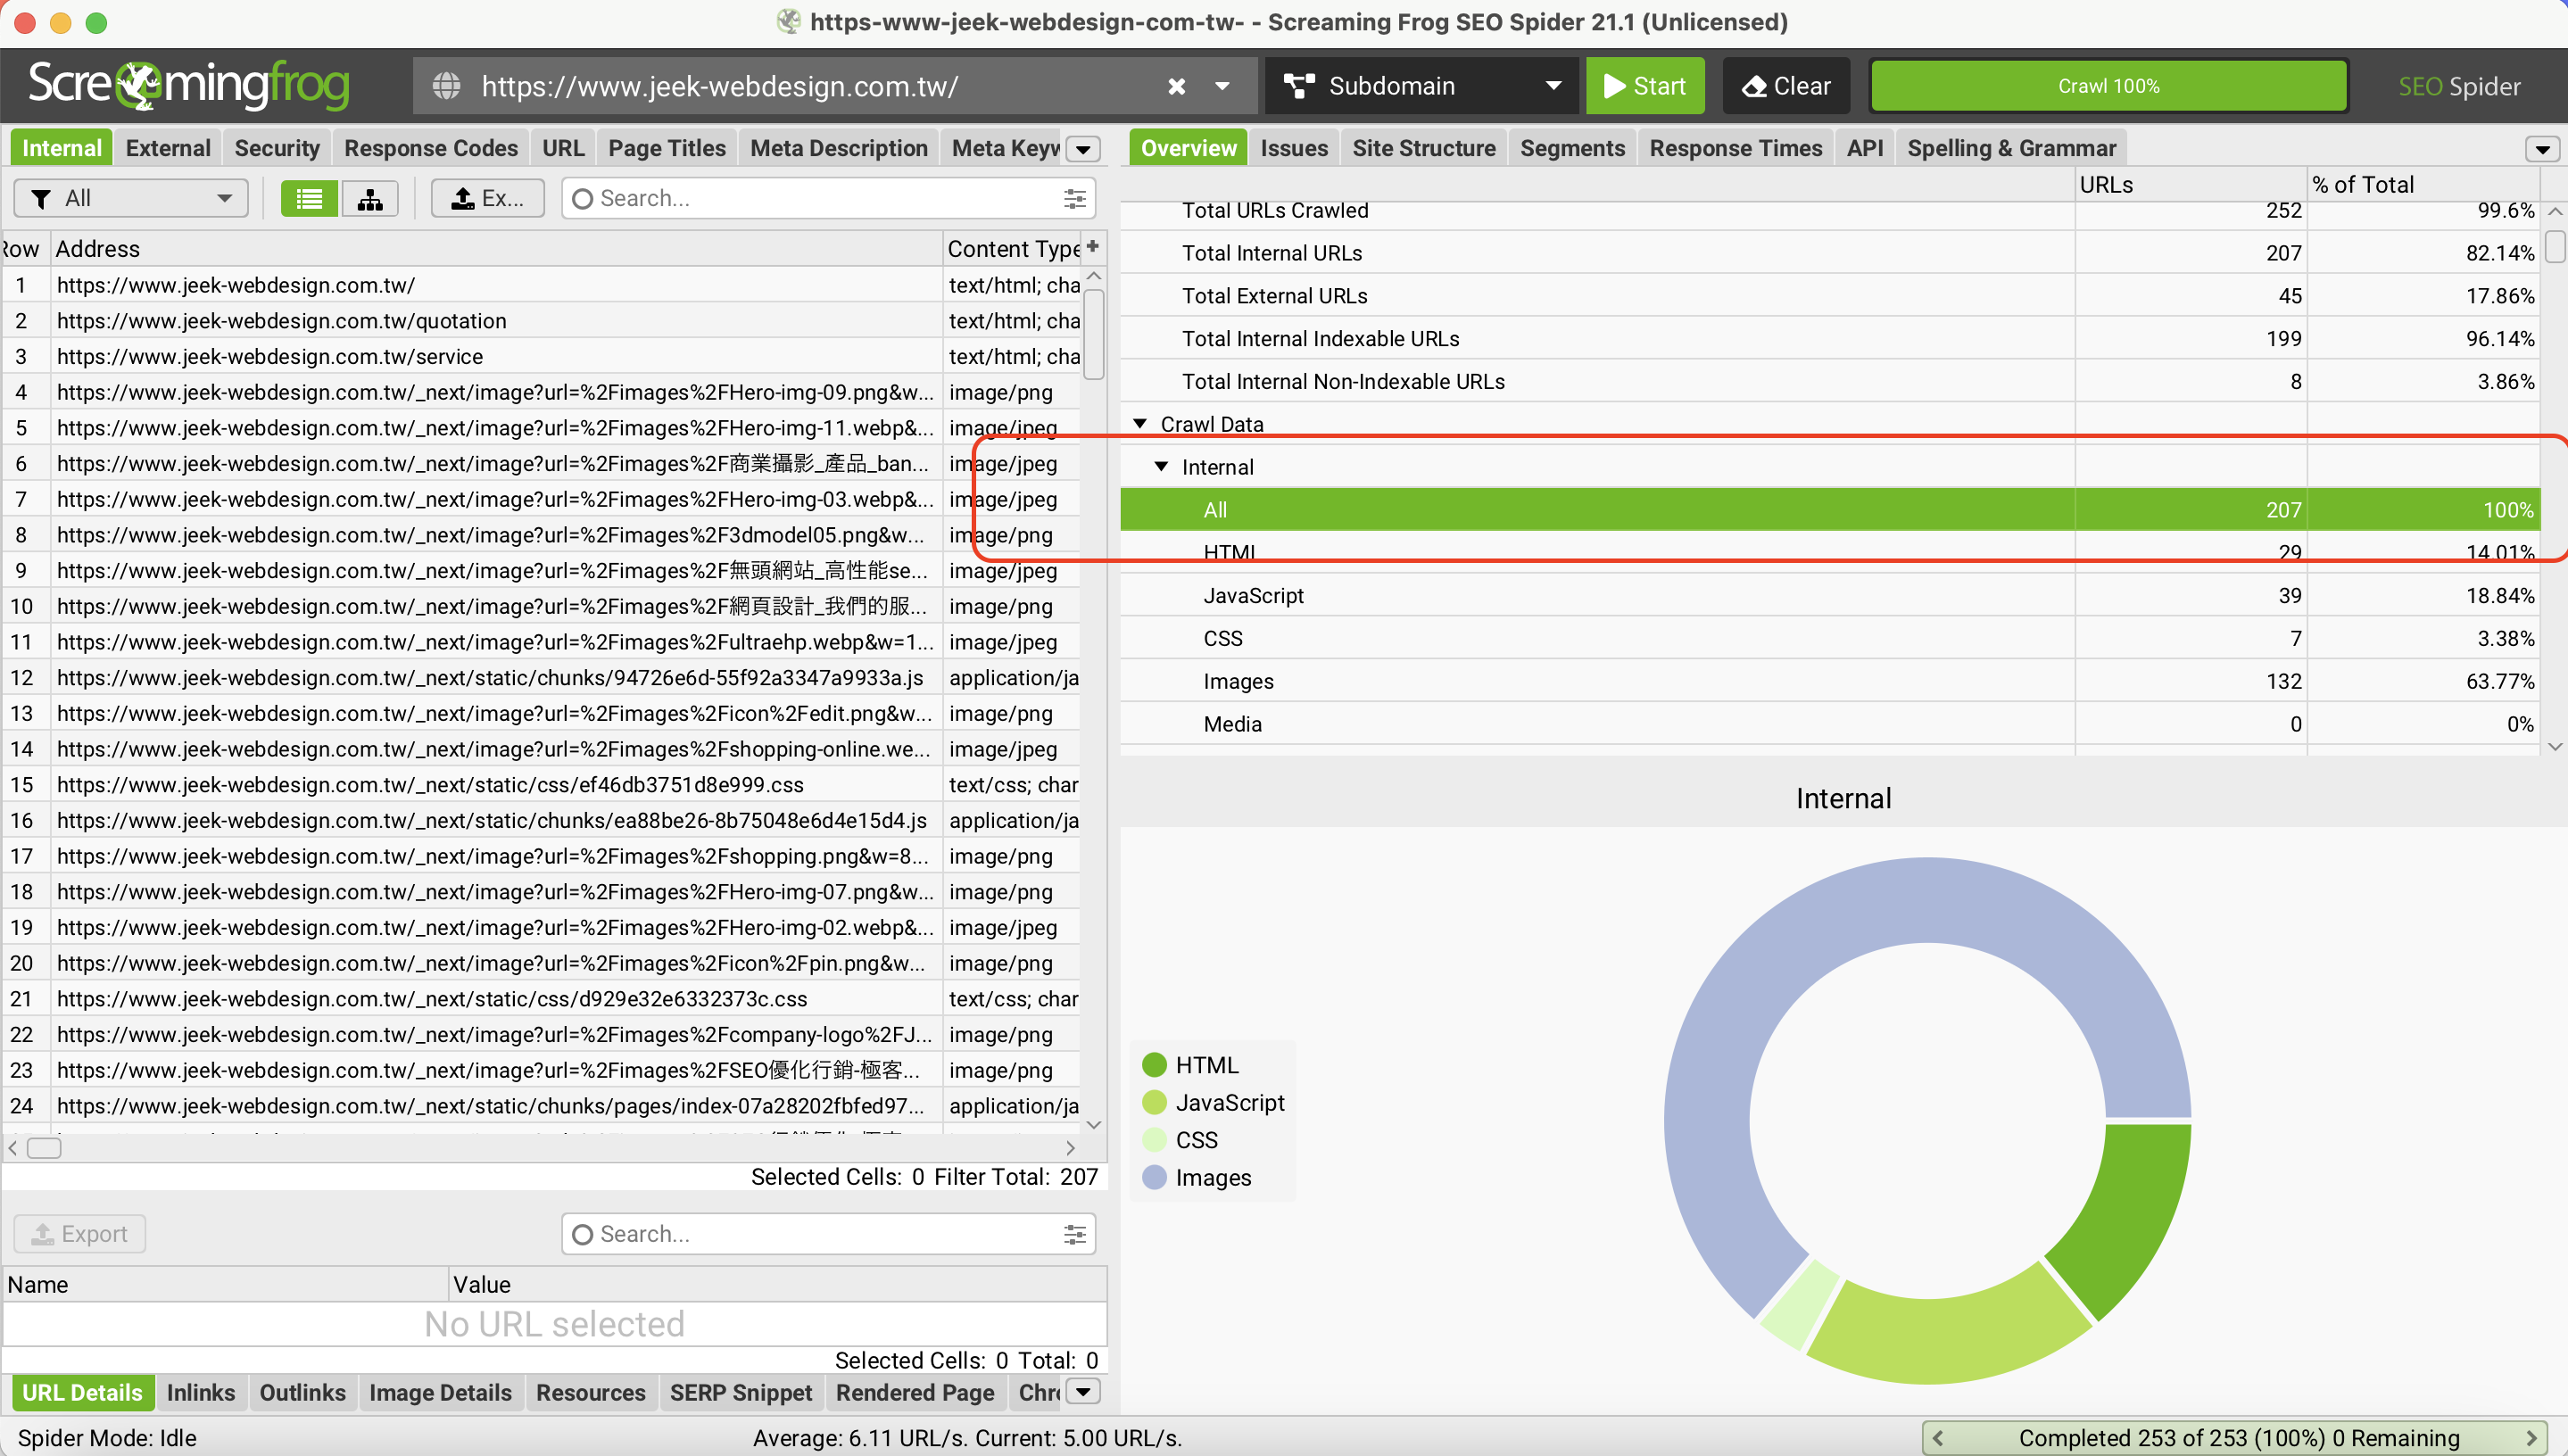 https-www-jeek-webdesign-com-tw- - Screaming Frog SEO Spider 21.1 (Unlicensed)
Screamingfrog https://www.jeek-webdesign.com.tw/ Subdomain Start Clear Crawl 100% SEO Spider
Internal External Security Response Codes URL Page Titles Meta Description Meta Keyw
All Ex... Search...
Row Address Content Type
1 https://www.jeek-webdesign.com.tw/ text/html; cha
2 https://www.jeek-webdesign.com.tw/quotation text/html; cha
3 https://www.jeek-webdesign.com.tw/service text/html; cha
4 https://www.jeek-webdesign.com.tw/_next/image?url=%2Fimages%2FHero-img-09.png&w... image/png
5 https://www.jeek-webdesign.com.tw/_next/image?url=%2Fimages%2FHero-img-11.webp&... image/jpeg
6 https://www.jeek-webdesign.com.tw/_next/image?url=%2Fimages%2F商業攝影_產品_ban... image/jpeg
7 https://www.jeek-webdesign.com.tw/_next/image?url=%2Fimages%2FHero-img-03.webp&... image/jpeg
8 https://www.jeek-webdesign.com.tw/_next/image?url=%2Fimages%2F3dmodel05.png&w... image/png
9 https://www.jeek-webdesign.com.tw/_next/image?url=%2Fimages%2F無頭網站_高性能se... image/jpeg
10 https://www.jeek-webdesign.com.tw/_next/image?url=%2Fimages%2F網頁設計_我們的服... image/png
11 https://www.jeek-webdesign.com.tw/_next/image?url=%2Fimages%2Fultraehp.webp&w=1... image/jpeg
12 https://www.jeek-webdesign.com.tw/_next/static/chunks/94726e6d-55f92a3347a9933a.js application/ja
13 https://www.jeek-webdesign.com.tw/_next/image?url=%2Fimages%2Ficon%2Fedit.png&w... image/png
14 https://www.jeek-webdesign.com.tw/_next/image?url=%2Fimages%2Fshopping-online.we... image/jpeg
15 https://www.jeek-webdesign.com.tw/_next/static/css/ef46db3751d8e999.css text/css; char
16 https://www.jeek-webdesign.com.tw/_next/static/chunks/ea88be26-8b75048e6d4e15d4.js application/ja
17 https://www.jeek-webdesign.com.tw/_next/image?url=%2Fimages%2Fshopping.png&w=8... image/png
18 https://www.jeek-webdesign.com.tw/_next/image?url=%2Fimages%2FHero-img-07.png&w... image/png
19 https://www.jeek-webdesign.com.tw/_next/image?url=%2Fimages%2FHero-img-02.webp&... image/jpeg
20 https://www.jeek-webdesign.com.tw/_next/image?url=%2Fimages%2Ficon%2Fpin.png&w... image/png
21 https://www.jeek-webdesign.com.tw/_next/static/css/d929e32e6332373c.css text/css; char
22 https://www.jeek-webdesign.com.tw/_next/image?url=%2Fimages%2Fcompany-logo%2FJ... image/png
23 https://www.jeek-webdesign.com.tw/_next/image?url=%2Fimages%2FSEO優化行銷-極客... image/png
24 https://www.jeek-webdesign.com.tw/_next/static/chunks/pages/index-07a28202fbfed97... application/ja
Selected Cells: 0 Filter Total: 207
Export Search...
Name Value
No URL selected
Selected Cells: 0 Total: 0
URL Details Inlinks Outlinks Image Details Resources SERP Snippet Rendered Page Chr
Overview Issues Site Structure Segments Response Times API Spelling & Grammar
URLs % of Total
Total URLs Crawled 252 99.6%
Total Internal URLs 207 82.14%
Total External URLs 45 17.86%
Total Internal Indexable URLs 199 96.14%
Total Internal Non-Indexable URLs 8 3.86%
Crawl Data
Internal
All 207 100%
HTML 29 14.01%
JavaScript 39 18.84%
CSS 7 3.38%
Images 132 63.77%
Media 0 0%
Internal
HTML
JavaScript
CSS
Images
Spider Mode: Idle Average: 6.11 URL/s. Current: 5.00 URL/s. Completed 253 of 253 (100%) 0 Remaining